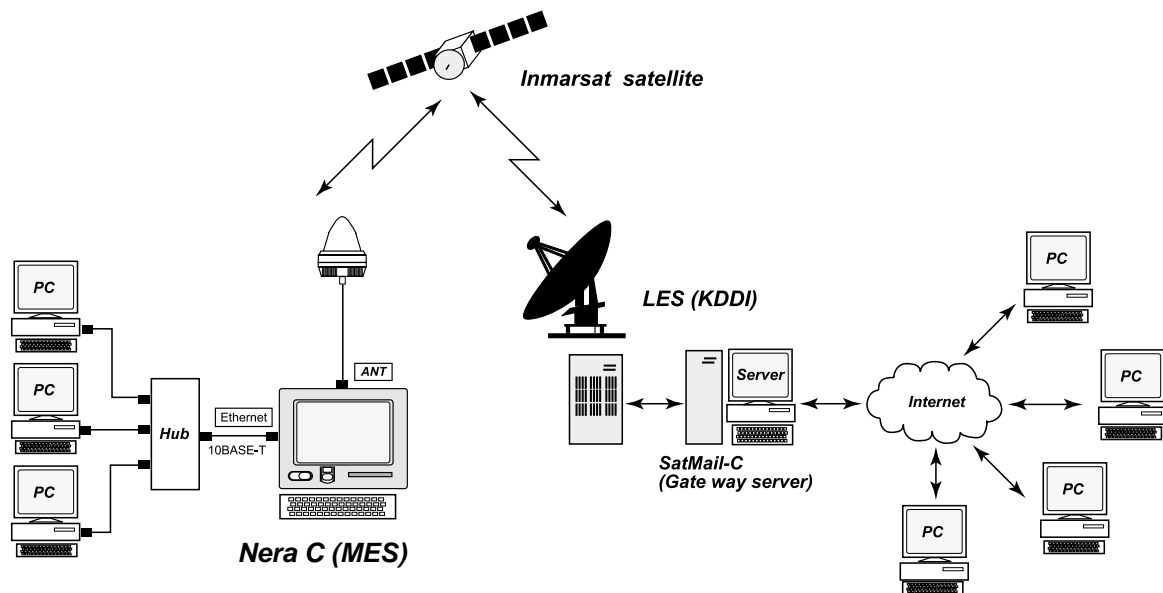 Inmarsat satellite
LES (KDDI)
PC
PC
PC
Hub
Ethernet
10BASE-T
ANT
Nera C (MES)
Server
SatMail-C
(Gate way server)
Internet
PC
PC
PC
PC